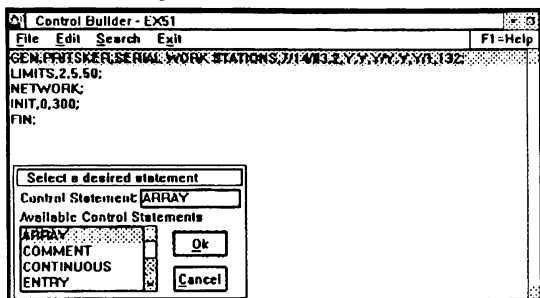 Control Builder - EX51
File Edit Search Exit F1=Help
GEN,PRITSKER,SERIAL WORK STATIONS,7/14/83,2,Y,Y,Y/Y,Y,Y/1,132;
LIMITS,2,5,50;
NETWORK;
INIT,0,300;
FIN;
Select a desired statement
Control Statement: ARRAY
Available Control Statements
ARRAY
COMMENT
CONTINUOUS
ENTRY
Ok
Cancel